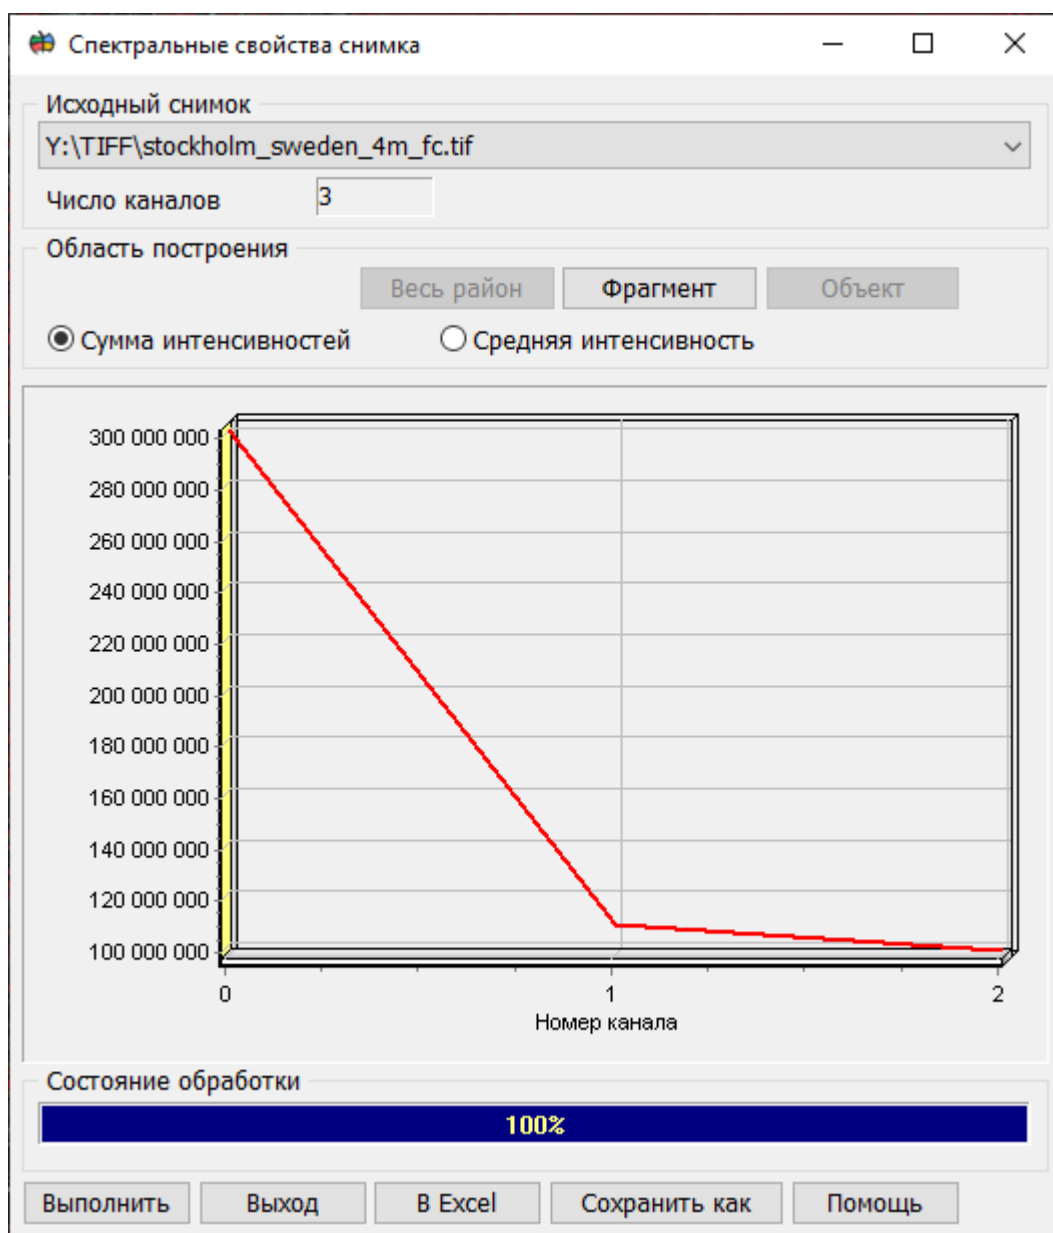 Спектральные свойства снимка
Исходный снимок
Y:\TIFF\stockholm_sweden_4m_fc.tif
Число каналов 3
Область построения
Весь район Фрагмент Объект
Сумма интенсивностей Средняя интенсивность
300 000 000
280 000 000
260 000 000
240 000 000
220 000 000
200 000 000
180 000 000
160 000 000
140 000 000
120 000 000
100 000 000
0 1 2
Номер канала
Состояние обработки
100%
Выполнить Выход В Excel Сохранить как Помощь